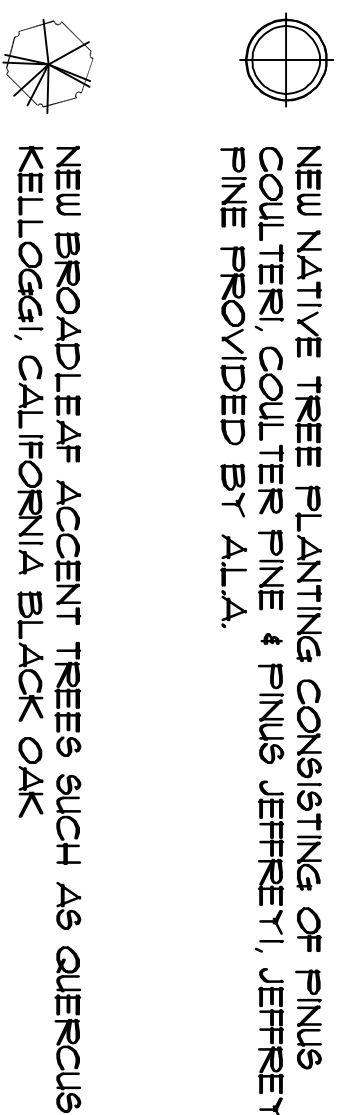 NEW NATIVE TREE PLANTING CONSISTING OF PINUS
COULTERI, COULTER PINE & PINUS JEFFREYI, JEFFREY
PINE PROVIDED BY A.L.A.
NEW BROADLEAF ACCENT TREES SUCH AS QUERCUS
KELLOGGI, CALIFORNIA BLACK OAK